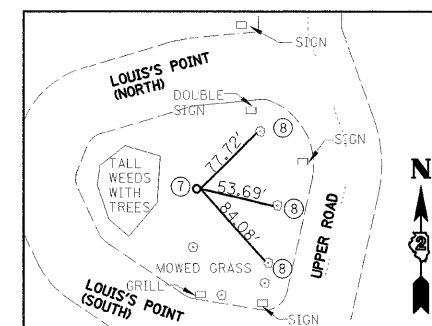 SIGN
LOUIS'S POINT
(NORTH)
DOUBLE
SIGN
8
SIGN
77.72'
TALL
WEEDS
WITH
TREES
7
53.69'
8
84.08'
N
2
UPPER ROAD
MOWED GRASS
8
GRILL
LOUIS'S POINT
(SOUTH)
SIGN